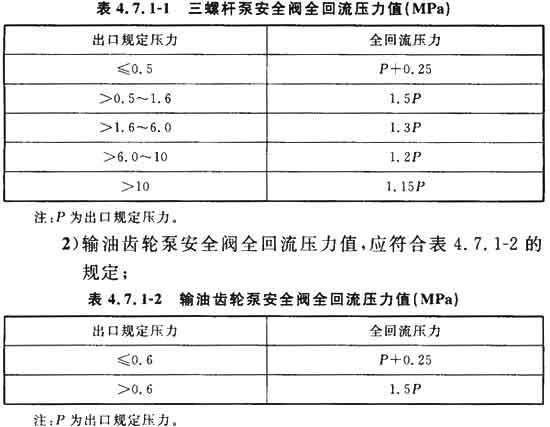 表 4.7.1-1 三螺杆泵安全阀全回流压力值(MPa)
出口规定压力 全回流压力
≤0.5 P+0.25
>0.5~1.6 1.5P
>1.6~6.0 1.3P
>6.0~10 1.2P
>10 1.15P
注:P 为出口规定压力。
2)输油齿轮泵安全阀全回流压力值,应符合表 4.7.1-2 的
规定;
表 4.7.1-2 输油齿轮泵安全阀全回流压力值(MPa)
出口规定压力 全回流压力
≤0.6 P+0.25
>0.6 1.5P
注:P 为出口规定压力。